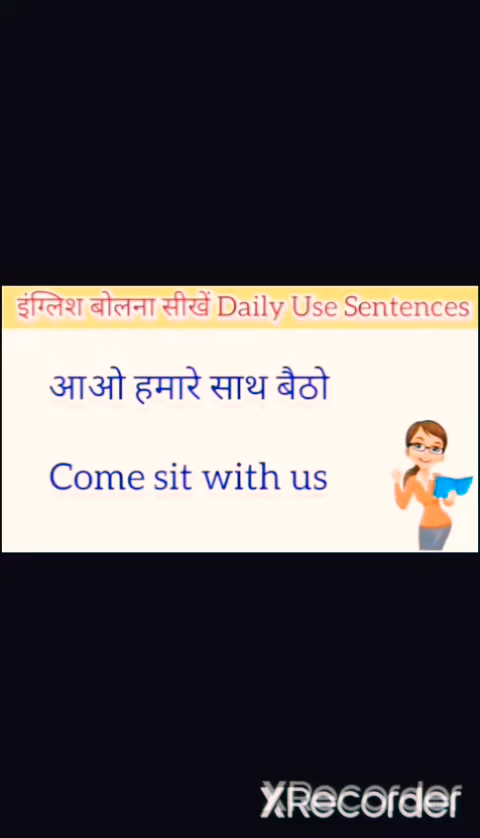 इंग्लिश बोलना सीखें Daily Use Sentences
आओ हमारे साथ बैठो
Come sit with us
XRecorder